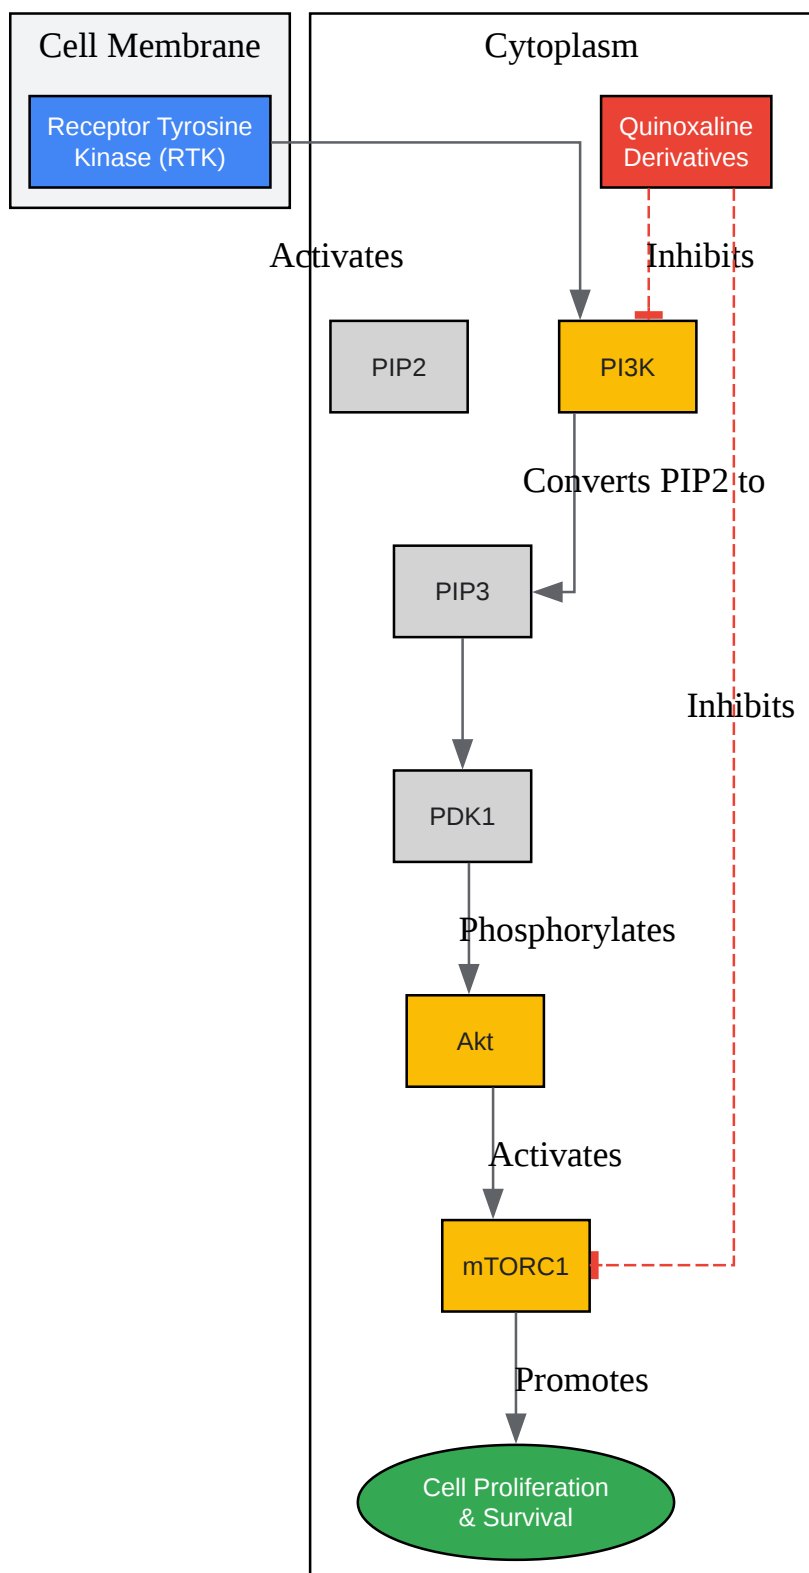 Cell Membrane
Cytoplasm
Receptor Tyrosine
Kinase (RTK)
Quinoxaline
Derivatives
Activates
Inhibits
PIP2
PI3K
Converts PIP2 to
PIP3
Inhibits
PDK1
Phosphorylates
Akt
Activates
mTORC1
Promotes
Cell Proliferation
& Survival